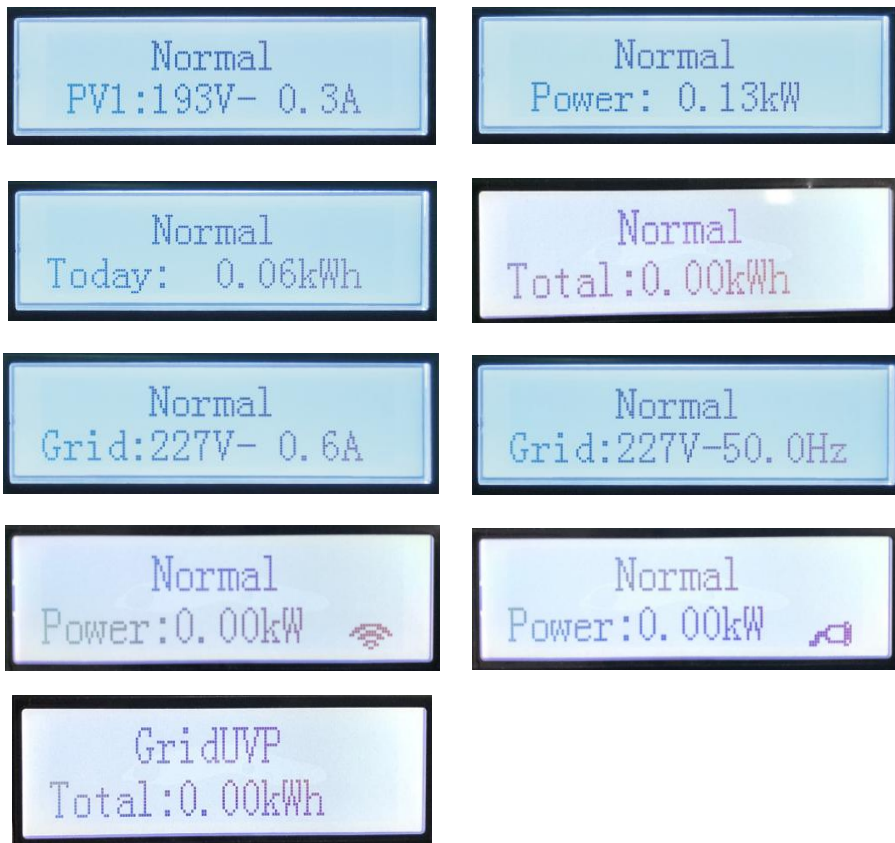 Normal
PV1:193V- 0.3A
Normal
Power: 0.13kW
Normal
Today: 0.06kWh
Normal
Total:0.00kWh
Normal
Grid:227V- 0.6A
Normal
Grid:227V-50.0Hz
Normal
Power:0.00kW
Normal
Power:0.00kW
GridUVP
Total:0.00kWh